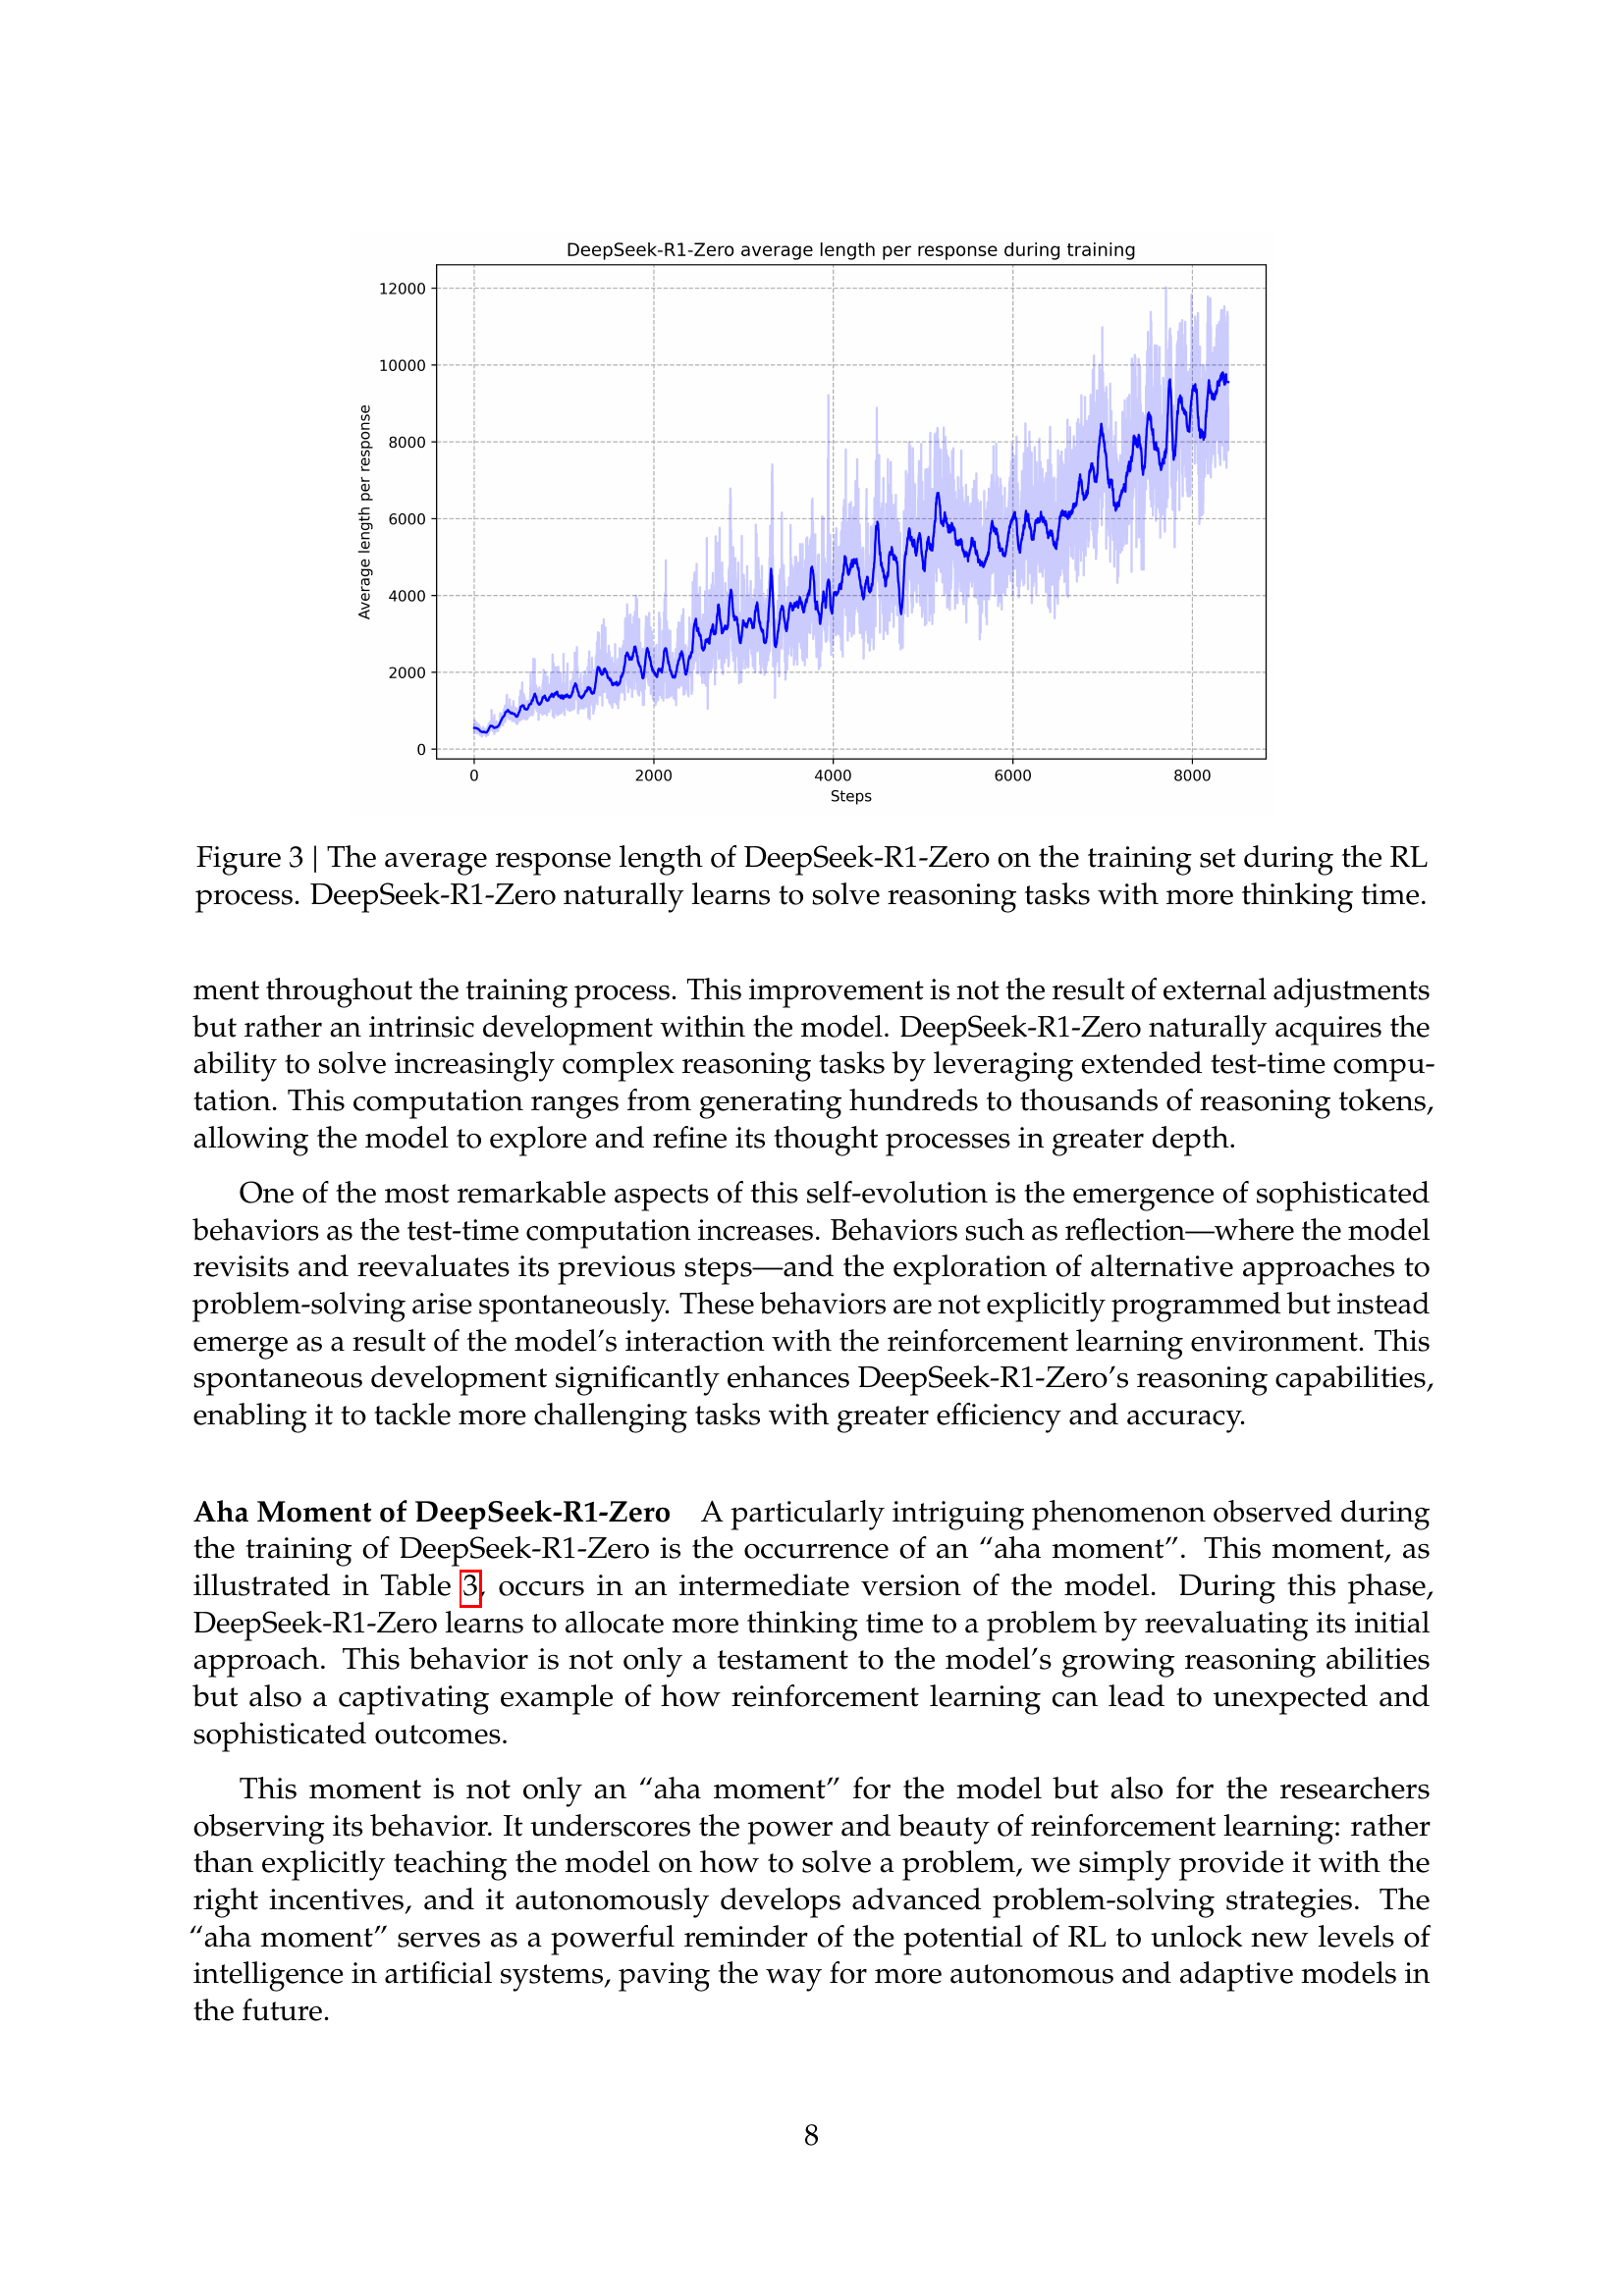 DeepSeek-R1-Zero average length per response during training
12000
10000
8000
6000
4000
2000
0
Average length per response
0 2000 4000 6000 8000
Steps
Figure 3 | The average response length of DeepSeek-R1-Zero on the training set during the RL
process. DeepSeek-R1-Zero naturally learns to solve reasoning tasks with more thinking time.
ment throughout the training process. This improvement is not the result of external adjustments
but rather an intrinsic development within the model. DeepSeek-R1-Zero naturally acquires the
ability to solve increasingly complex reasoning tasks by leveraging extended test-time compu-
tation. This computation ranges from generating hundreds to thousands of reasoning tokens,
allowing the model to explore and refine its thought processes in greater depth.
One of the most remarkable aspects of this self-evolution is the emergence of sophisticated
behaviors as the test-time computation increases. Behaviors such as reflection—where the model
revisits and reevaluates its previous steps—and the exploration of alternative approaches to
problem-solving arise spontaneously. These behaviors are not explicitly programmed but instead
emerge as a result of the model’s interaction with the reinforcement learning environment. This
spontaneous development significantly enhances DeepSeek-R1-Zero’s reasoning capabilities,
enabling it to tackle more challenging tasks with greater efficiency and accuracy.
Aha Moment of DeepSeek-R1-Zero A particularly intriguing phenomenon observed during
the training of DeepSeek-R1-Zero is the occurrence of an “aha moment”. This moment, as
illustrated in Table 3, occurs in an intermediate version of the model. During this phase,
DeepSeek-R1-Zero learns to allocate more thinking time to a problem by reevaluating its initial
approach. This behavior is not only a testament to the model’s growing reasoning abilities
but also a captivating example of how reinforcement learning can lead to unexpected and
sophisticated outcomes.
This moment is not only an “aha moment” for the model but also for the researchers
observing its behavior. It underscores the power and beauty of reinforcement learning: rather
than explicitly teaching the model on how to solve a problem, we simply provide it with the
right incentives, and it autonomously develops advanced problem-solving strategies. The
“aha moment” serves as a powerful reminder of the potential of RL to unlock new levels of
intelligence in artificial systems, paving the way for more autonomous and adaptive models in
the future.
8